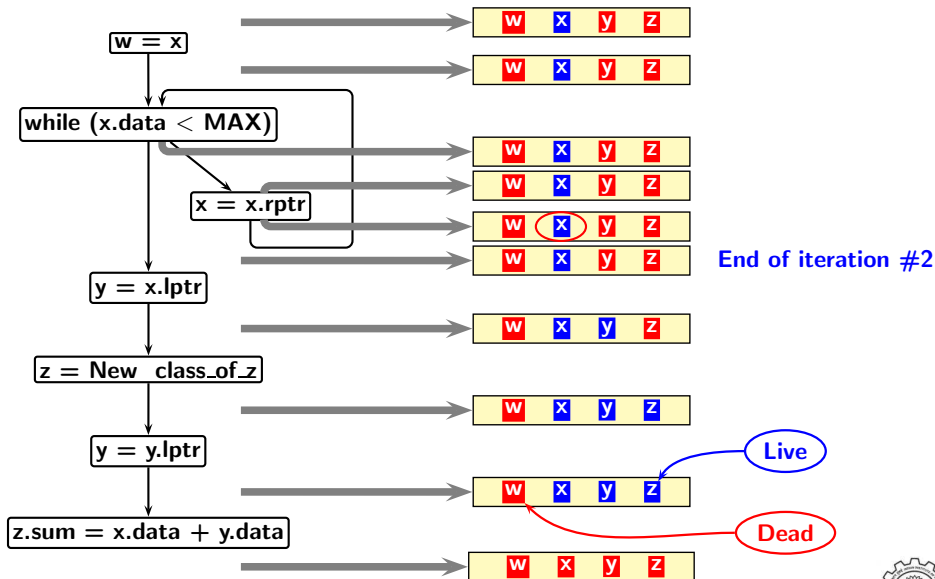 w x y z
w = x
w x y z
while (x.data < MAX)
w x y z
w x y z
x = x.rptr
w x y z
w x y z
End of iteration #2
y = x.lptr
w x y z
z = New class_of_z
w x y z
y = y.lptr
Live
w x y z
z.sum = x.data + y.data
Dead
w x y z